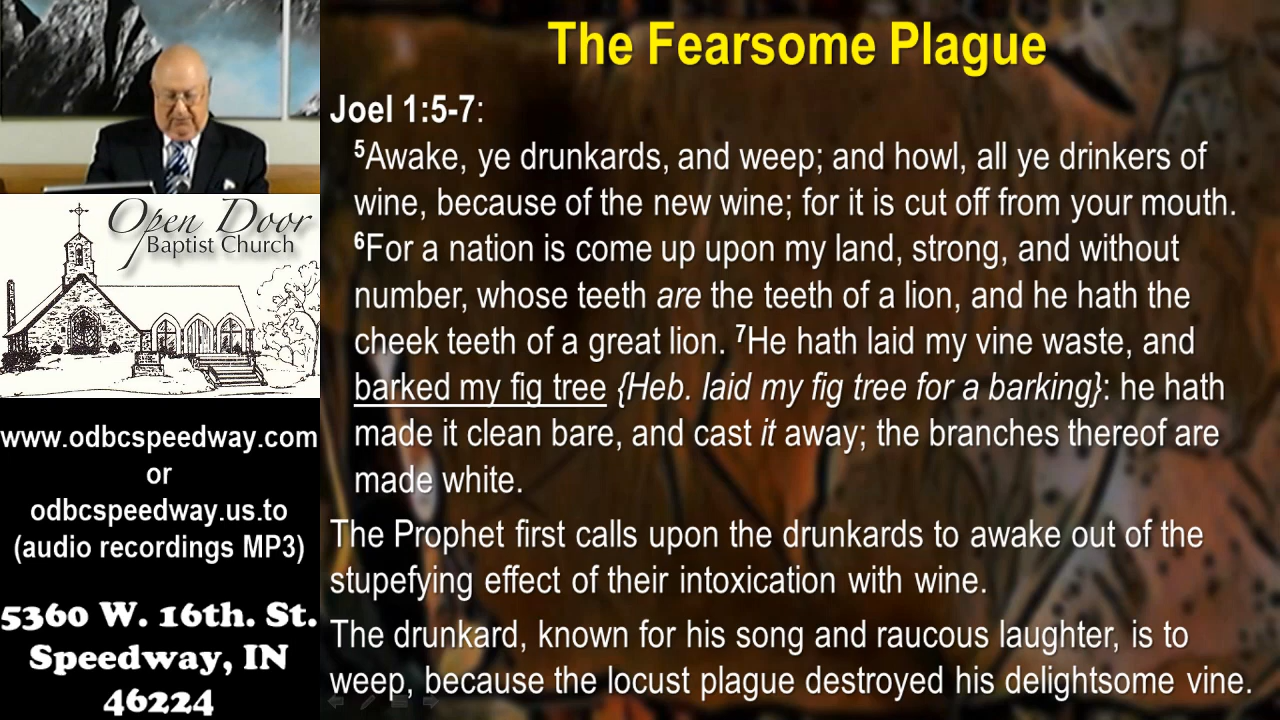 The Fearsome Plague
Joel 1:5-7:
⁵Awake, ye drunkards, and weep; and howl, all ye drinkers of
wine, because of the new wine; for it is cut off from your mouth.
⁶For a nation is come up upon my land, strong, and without
number, whose teeth are the teeth of a lion, and he hath the
cheek teeth of a great lion. ⁷He hath laid my vine waste, and
barked my fig tree {Heb. laid my fig tree for a barking}: he hath
made it clean bare, and cast it away; the branches thereof are
made white.
The Prophet first calls upon the drunkards to awake out of the
stupefying effect of their intoxication with wine.
The drunkard, known for his song and raucous laughter, is to
weep, because the locust plague destroyed his delightsome vine.
Open Door
Baptist Church
www.odbcspeedway.com
or
odbcspeedway.us.to
(audio recordings MP3)
5360 W. 16th. St.
Speedway, IN
46224